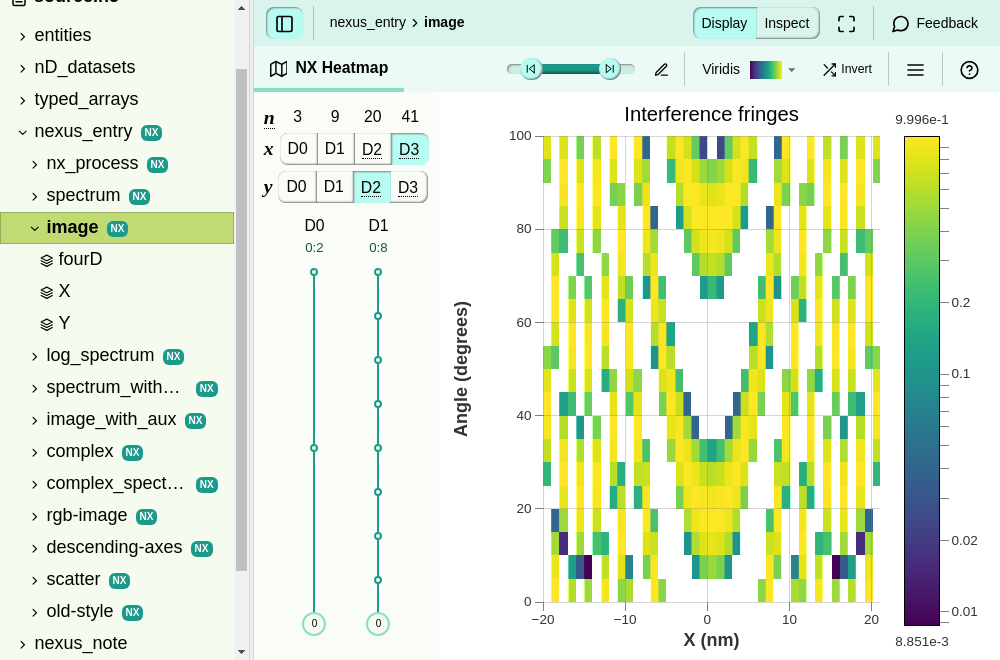 entities
nD_datasets
typed_arrays
nexus_entry NX
nx_process NX
spectrum NX
image NX
fourD
X
Y
log_spectrum NX
spectrum_with… NX
image_with_aux NX
complex NX
complex_spect… NX
rgb-image NX
descending-axes NX
scatter NX
old-style NX
nexus_note
nexus_entry › image
Display Inspect
Feedback
NX Heatmap
Viridis
Invert
n 3 9 20 41
x D0 D1 D2 D3
y D0 D1 D2 D3
D0 D1
0:2 0:8
0 0
Interference fringes
100
80
60
40
20
0
Angle (degrees)
−20 −10 0 10 20
X (nm)
9.996e-1
0.2
0.1
0.02
0.01
8.851e-3